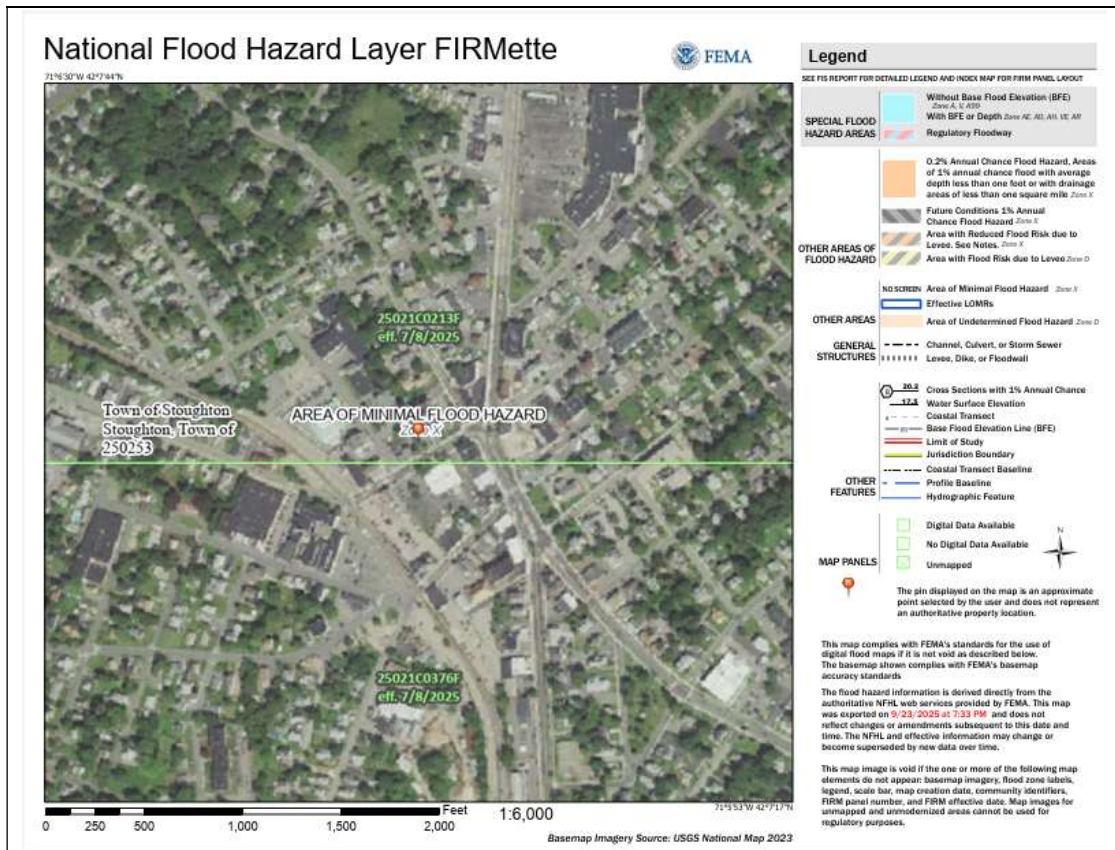 National Flood Hazard Layer FIRMette
FEMA
71°6'30"W 42°7'44"N
25021C0213F
eff. 7/8/2025
AREA OF MINIMAL FLOOD HAZARD
Zone X
Town of Stoughton
Stoughton, Town of
250253
25021C0376F
eff. 7/8/2025
Feet
1:6,000
71°5'53"W 42°7'17"N
0 250 500 1,000 1,500 2,000
Basemap Imagery Source: USGS National Map 2023
Legend
SEE FIS REPORT FOR DETAILED LEGEND AND INDEX MAP FOR FIRM PANEL LAYOUT
SPECIAL FLOOD
HAZARD AREAS
Without Base Flood Elevation (BFE)
Zone A, V, A99
With BFE or Depth Zone AE, AO, AH, VE, AR
Regulatory Floodway
0.2% Annual Chance Flood Hazard, Areas
of 1% annual chance flood with average
depth less than one foot or with drainage
areas of less than one square mile Zone X
Future Conditions 1% Annual
Chance Flood Hazard Zone X
Area with Reduced Flood Risk due to
Levee. See Notes. Zone X
Area with Flood Risk due to Levee Zone D
OTHER AREAS OF
FLOOD HAZARD
NO SCREEN Area of Minimal Flood Hazard Zone X
Effective LOMRs
Area of Undetermined Flood Hazard Zone D
OTHER AREAS
GENERAL
STRUCTURES
Channel, Culvert, or Storm Sewer
Levee, Dike, or Floodwall
20.2 Cross Sections with 1% Annual Chance
17.5 Water Surface Elevation
Coastal Transect
Base Flood Elevation Line (BFE)
Limit of Study
Jurisdiction Boundary
Coastal Transect Baseline
Profile Baseline
Hydrographic Feature
OTHER
FEATURES
Digital Data Available
No Digital Data Available
Unmapped
MAP PANELS
N
The pin displayed on the map is an approximate
point selected by the user and does not represent
an authoritative property location.
This map complies with FEMA's standards for the use of
digital flood maps if it is not void as described below.
The basemap shown complies with FEMA's basemap
accuracy standards
The flood hazard information is derived directly from the
authoritative NFHL web services provided by FEMA. This map
was exported on 9/23/2025 at 7:33 PM and does not
reflect changes or amendments subsequent to this date and
time. The NFHL and effective information may change or
become superseded by new data over time.
This map image is void if the one or more of the following map
elements do not appear: basemap imagery, flood zone labels,
legend, scale bar, map creation date, community identifiers,
FIRM panel number, and FIRM effective date. Map images for
unmapped and unmodernized areas cannot be used for
regulatory purposes.